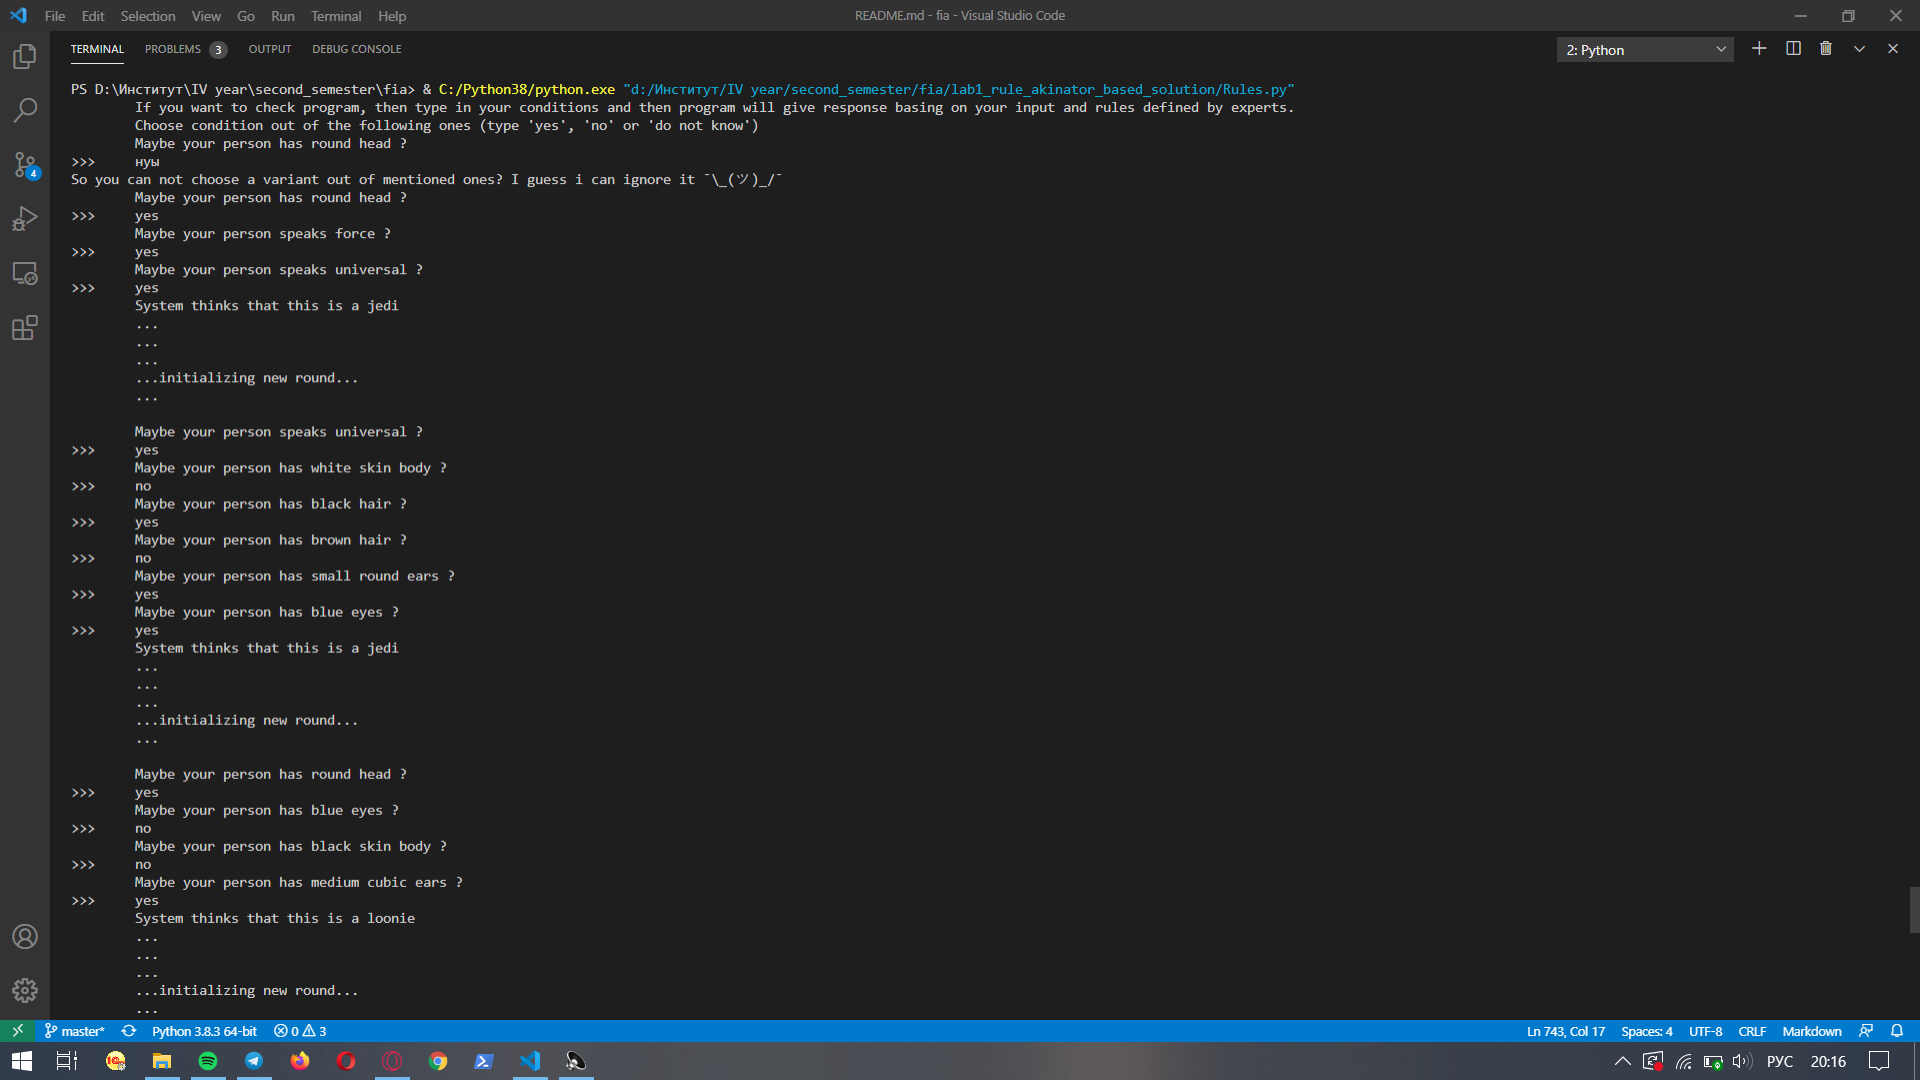 File Edit Selection View Go Run Terminal Help
README.md - fia - Visual Studio Code
TERMINAL PROBLEMS 3 OUTPUT DEBUG CONSOLE
2: Python
PS D:\Институт\IV year\second_semester\fia> & C:/Python38/python.exe "d:/Институт/IV year/second_semester/fia/lab1_rule_akinator_based_solution/Rules.py"
If you want to check program, then type in your conditions and then program will give response basing on your input and rules defined by experts.
Choose condition out of the following ones (type 'yes', 'no' or 'do not know')
Maybe your person has round head ?
>>> нуы
So you can not choose a variant out of mentioned ones? I guess i can ignore it ¯\_(ツ)_/¯
Maybe your person has round head ?
>>> yes
Maybe your person speaks force ?
>>> yes
Maybe your person speaks universal ?
>>> yes
System thinks that this is a jedi
...
...
...
...initializing new round...
...
Maybe your person speaks universal ?
>>> yes
Maybe your person has white skin body ?
>>> no
Maybe your person has black hair ?
>>> yes
Maybe your person has brown hair ?
>>> no
Maybe your person has small round ears ?
>>> yes
Maybe your person has blue eyes ?
>>> yes
System thinks that this is a jedi
...
...
...
...initializing new round...
...
Maybe your person has round head ?
>>> yes
Maybe your person has blue eyes ?
>>> no
Maybe your person has black skin body ?
>>> no
Maybe your person has medium cubic ears ?
>>> yes
System thinks that this is a loonie
...
...
...
...initializing new round...
...
4
master* Python 3.8.3 64-bit 0 3
Ln 743, Col 17 Spaces: 4 UTF-8 CRLF Markdown
РУС 20:16